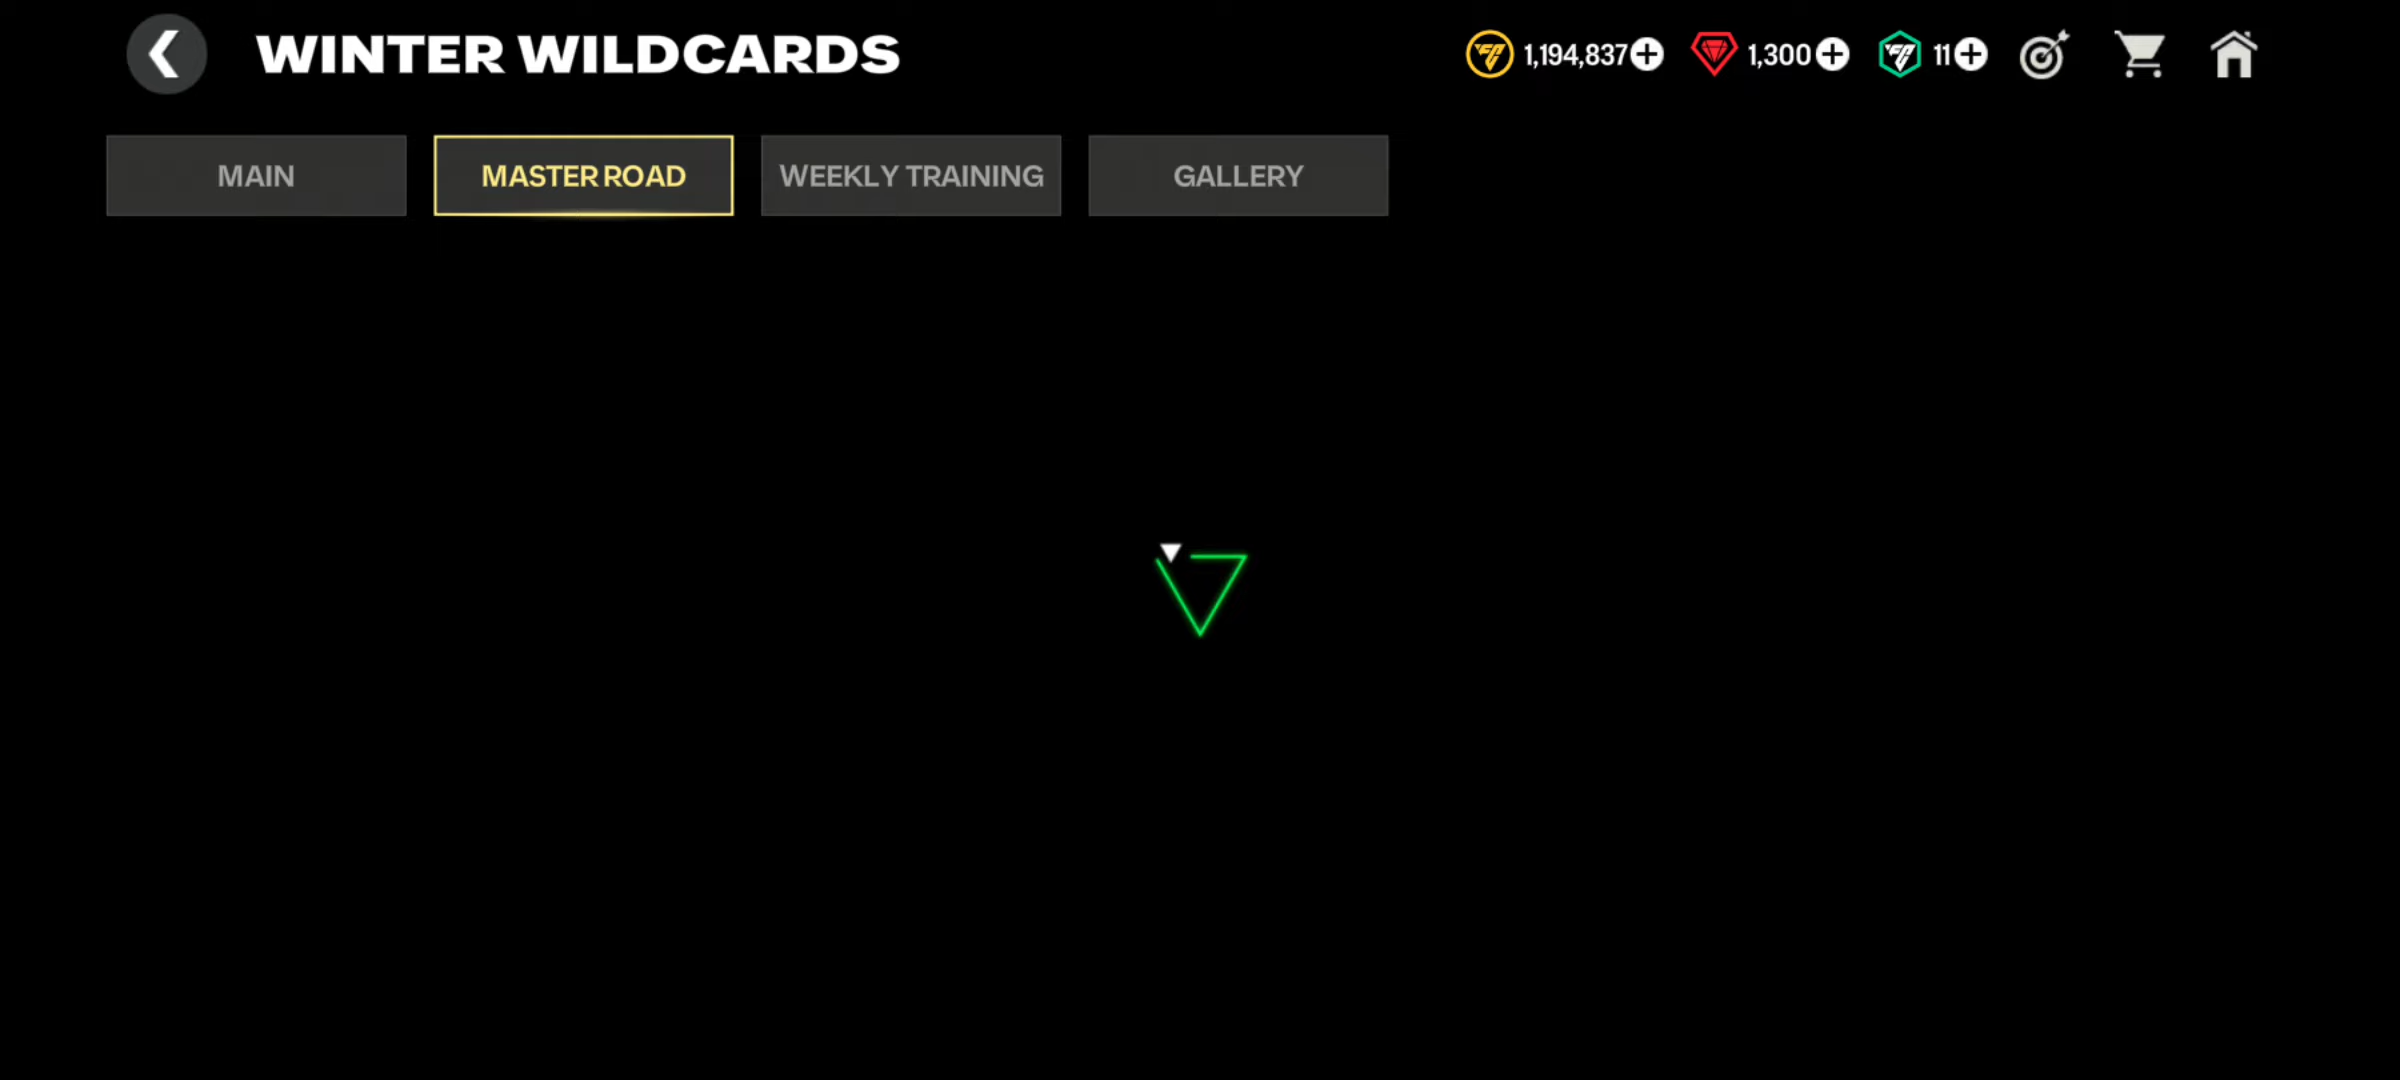 WINTER WILDCARDS
1,194,837
1,300
11
MAIN
MASTER ROAD
WEEKLY TRAINING
GALLERY